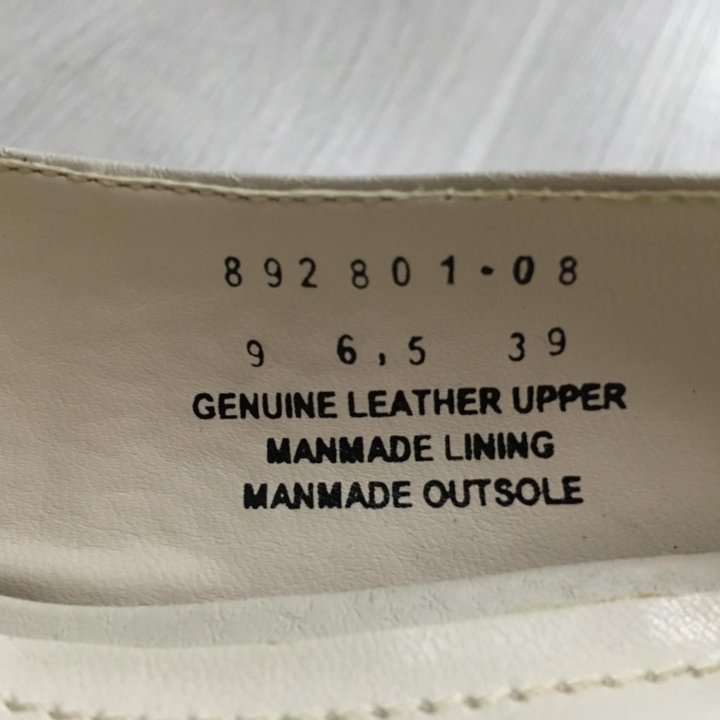 892801-08
9 6,5 39
GENUINE LEATHER UPPER
MANMADE LINING
MANMADE OUTSOLE